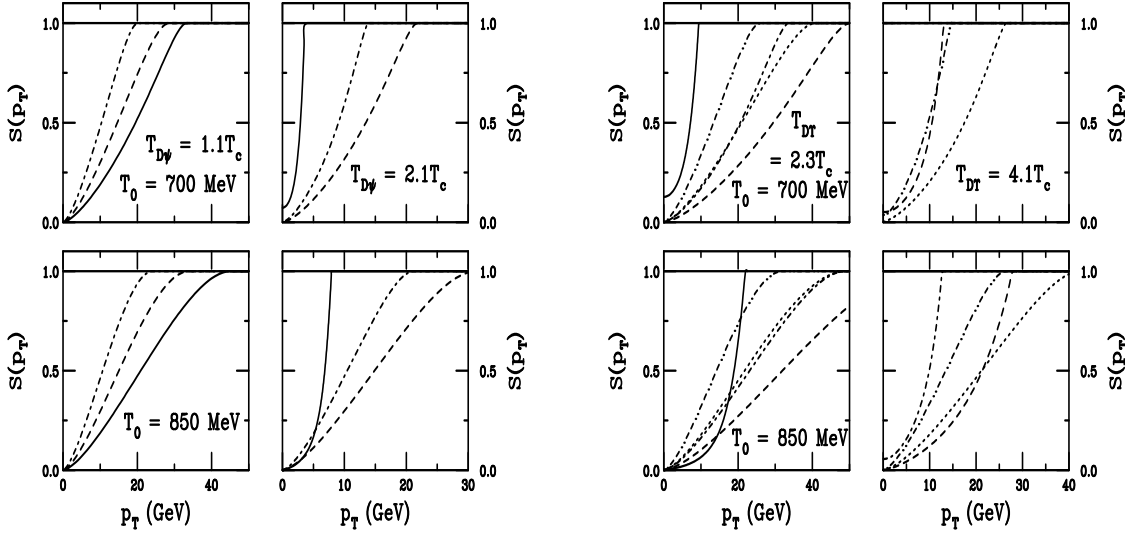 1.0
1.0
1.0
1.0
S(p_T)
0.5
0.5
S(p_T)
S(p_T)
0.5
0.5
S(p_T)
T_Dψ = 1.1T_c
T_0 = 700 MeV
T_Dψ = 2.1T_c
T_Dϒ
= 2.3T_c
T_0 = 700 MeV
T_Dϒ = 4.1T_c
0.0
0.0
0.0
0.0
1.0
1.0
1.0
1.0
S(p_T)
0.5
0.5
S(p_T)
S(p_T)
0.5
0.5
S(p_T)
T_0 = 850 MeV
T_0 = 850 MeV
0.0
0.0
0.0
0.0
0 20 40
0 10 20 30
0 20 40
0 10 20 30 40
p_T (GeV)
p_T (GeV)
p_T (GeV)
p_T (GeV)